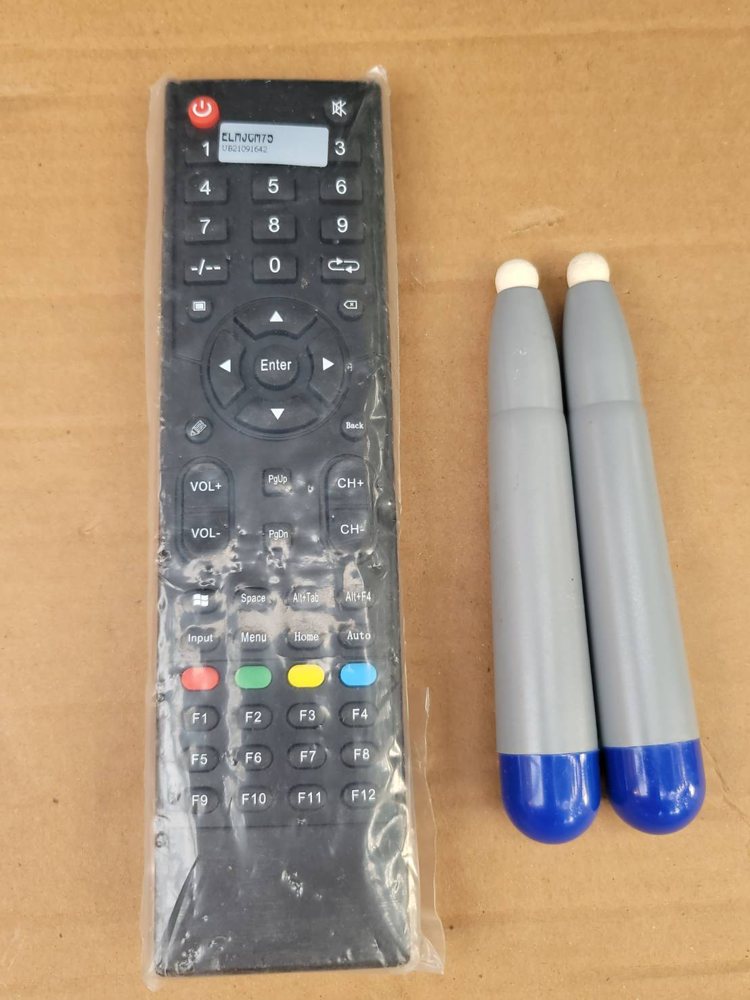 ELMJCM75
UB21091642
1 3
4 5 6
7 8 9
-/-- 0
Enter
Back
VOL+ PgUp CH+
VOL- PgDn CH-
Space Alt+Tab Alt+F4
Input Menu Home Auto
F1 F2 F3 F4
F5 F6 F7 F8
F9 F10 F11 F12